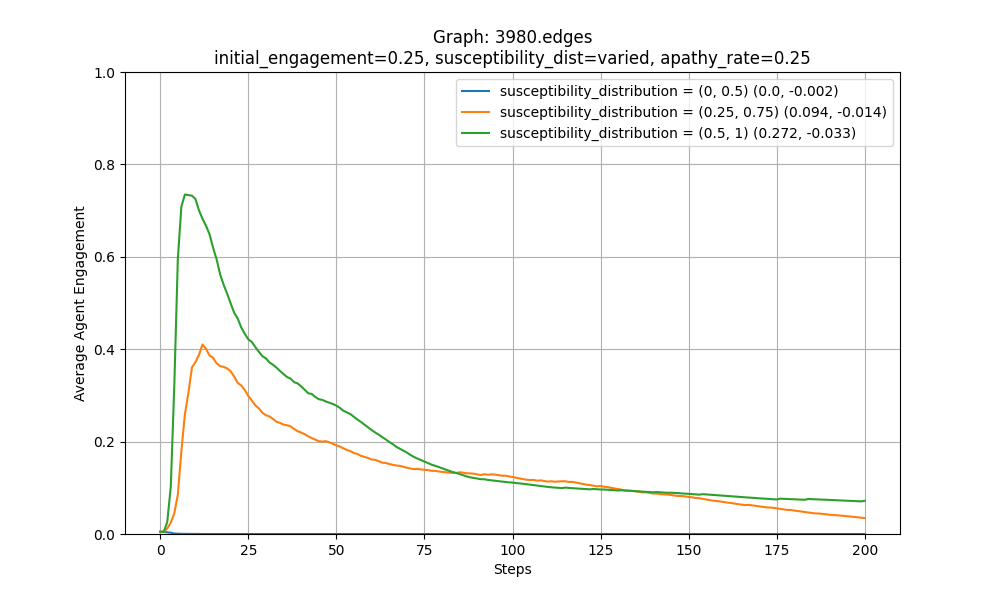 Graph: 3980.edges
initial_engagement=0.25, susceptibility_dist=varied, apathy_rate=0.25
susceptibility_distribution = (0, 0.5) (0.0, -0.002)
susceptibility_distribution = (0.25, 0.75) (0.094, -0.014)
susceptibility_distribution = (0.5, 1) (0.272, -0.033)
Average Agent Engagement
1.0
0.8
0.6
0.4
0.2
0.0
0 25 50 75 100 125 150 175 200
Steps